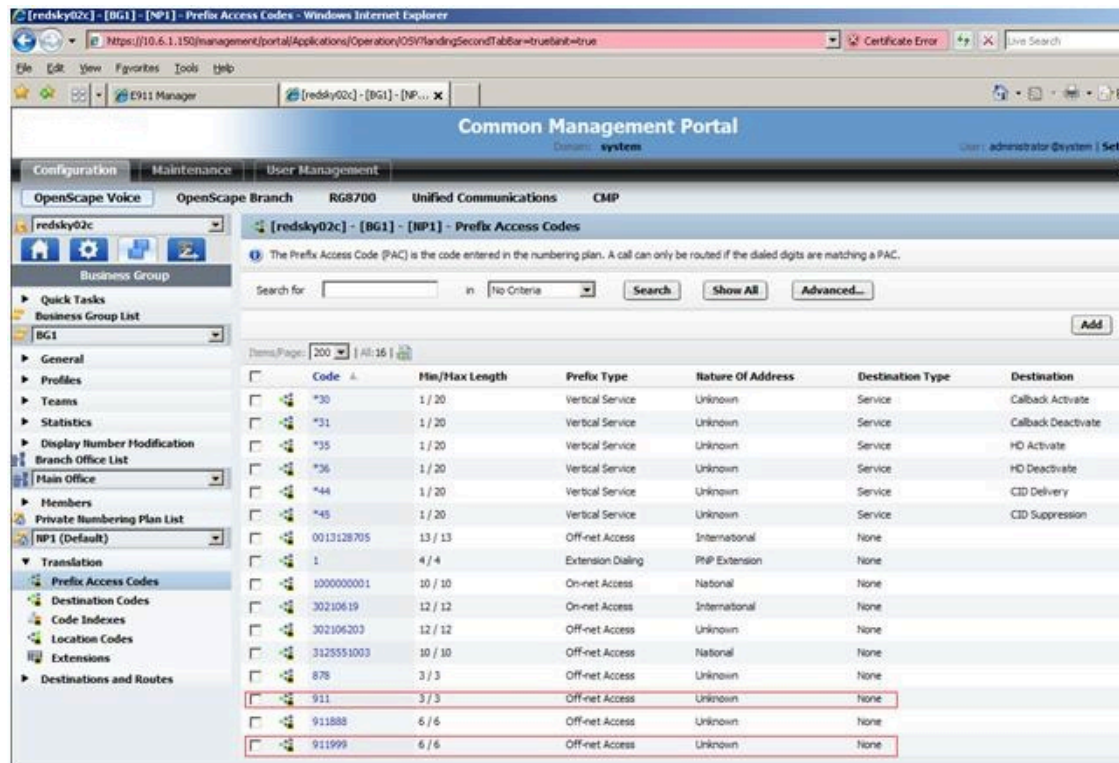 [redsky02c] - [BG1] - [NP1] - Prefix Access Codes - Windows Internet Explorer
https://10.6.1.150/management/portal/Applications/Operation/OSV?landingSecondTabBar=true&init=true Certificate Error Live Search
File Edit View Favorites Tools Help
E911 Manager [redsky02c] - [BG1] - [NP...
Common Management Portal
Domain: system User: administrator@system | Set
Configuration Maintenance User Management
OpenScape Voice OpenScape Branch RG8700 Unified Communications CMP
redsky02c
[redsky02c] - [BG1] - [NP1] - Prefix Access Codes
The Prefix Access Code (PAC) is the code entered in the numbering plan. A call can only be routed if the dialed digits are matching a PAC.
Business Group
Quick Tasks
Business Group List
BG1
General
Profiles
Teams
Statistics
Display Number Modification
Branch Office List
Main Office
Members
Private Numbering Plan List
NP1 (Default)
Translation
Prefix Access Codes
Destination Codes
Code Indexes
Location Codes
Extensions
Destinations and Routes
Search for in No Criteria Search Show All Advanced...
Add
Items/Page: 200 | All:16 |
Code Min/Max Length Prefix Type Nature Of Address Destination Type Destination
*30 1 / 20 Vertical Service Unknown Service Callback Activate
*31 1 / 20 Vertical Service Unknown Service Callback Deactivate
*35 1 / 20 Vertical Service Unknown Service HD Activate
*36 1 / 20 Vertical Service Unknown Service HD Deactivate
*44 1 / 20 Vertical Service Unknown Service CID Delivery
*45 1 / 20 Vertical Service Unknown Service CID Suppression
0013128705 13 / 13 Off-net Access International None
1 4 / 4 Extension Dialing PNP Extension None
1000000001 10 / 10 On-net Access National None
30210619 12 / 12 On-net Access International None
302106203 12 / 12 Off-net Access Unknown None
3125551003 10 / 10 Off-net Access National None
878 3 / 3 Off-net Access Unknown None
911 3 / 3 Off-net Access Unknown None
911888 6 / 6 Off-net Access Unknown None
911999 6 / 6 Off-net Access Unknown None